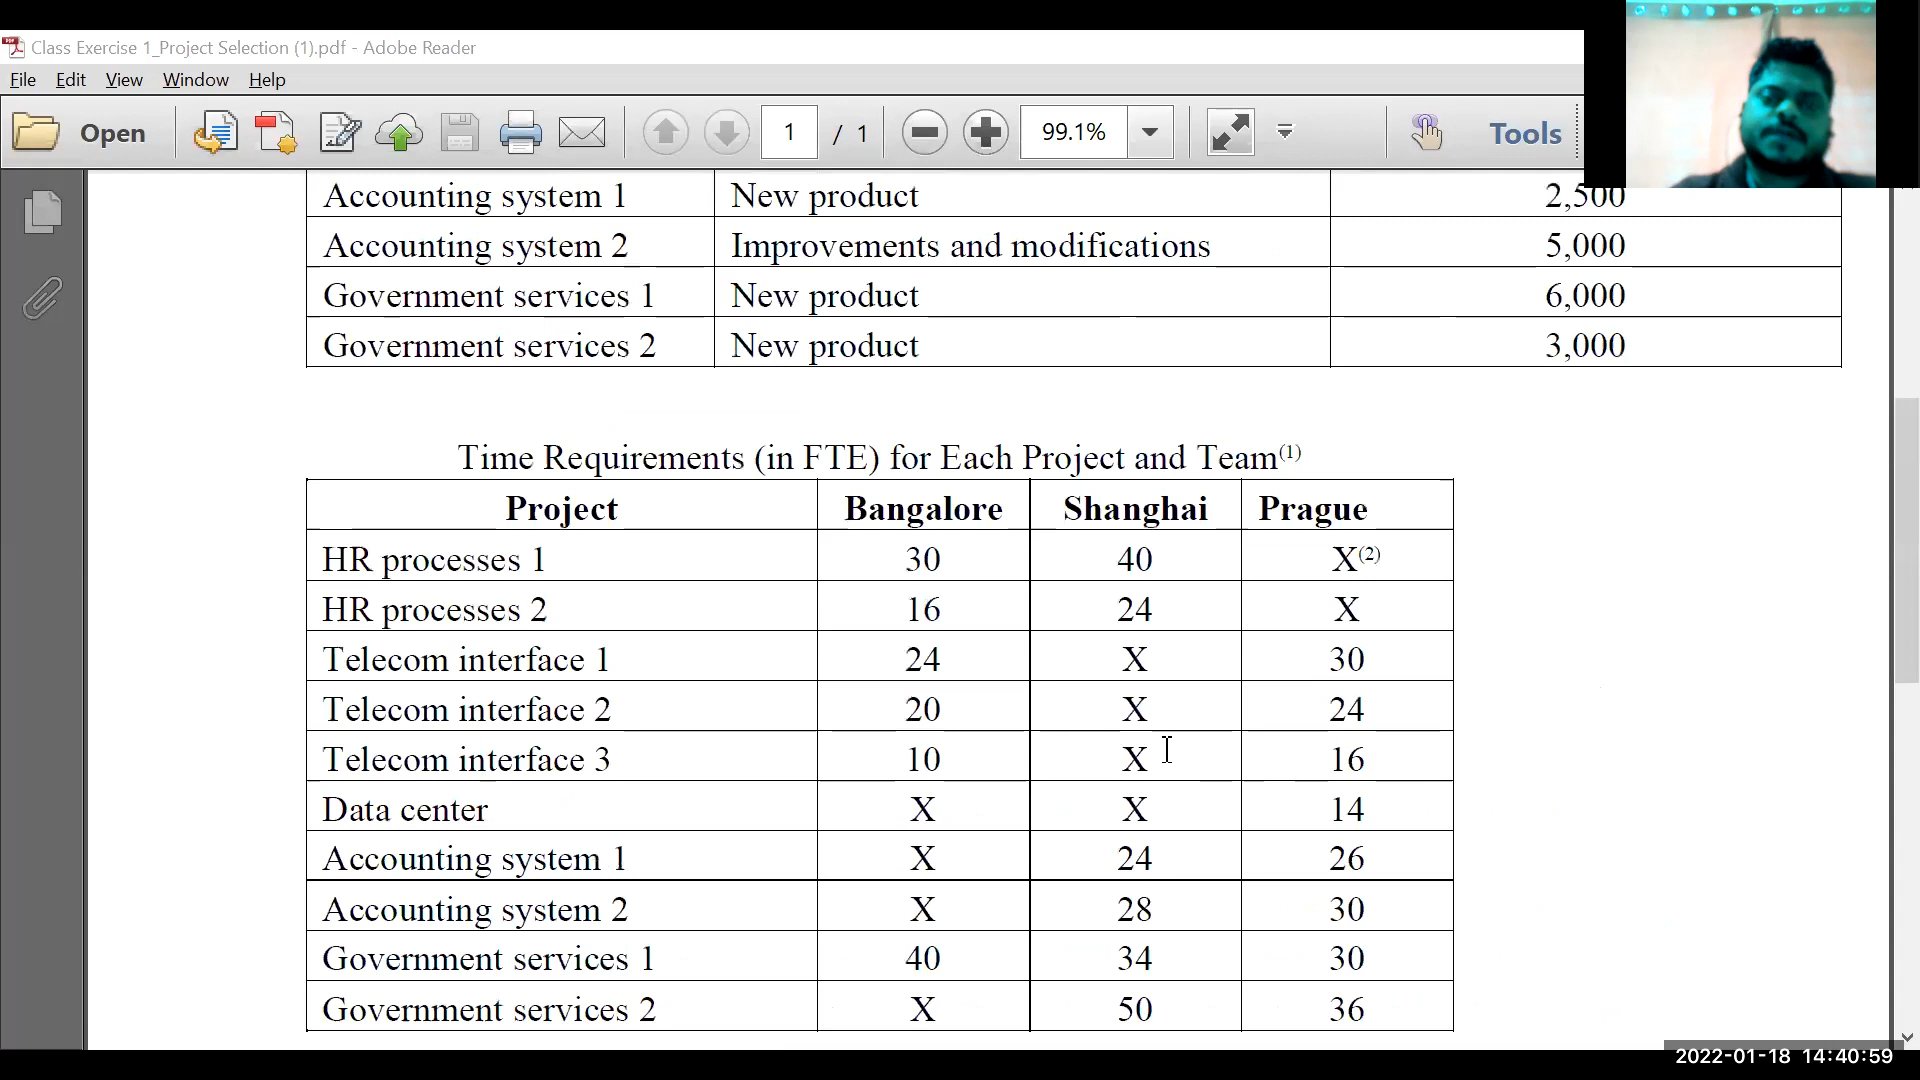 Class Exercise 1_Project Selection (1).pdf - Adobe Reader
File Edit View Window Help
Open 1 / 1 99.1% Tools
Accounting system 1 New product 2,500
Accounting system 2 Improvements and modifications 5,000
Government services 1 New product 6,000
Government services 2 New product 3,000
Time Requirements (in FTE) for Each Project and Team(1)
Project Bangalore Shanghai Prague
HR processes 1 30 40 X(2)
HR processes 2 16 24 X
Telecom interface 1 24 X 30
Telecom interface 2 20 X 24
Telecom interface 3 10 X 16
Data center X X 14
Accounting system 1 X 24 26
Accounting system 2 X 28 30
Government services 1 40 34 30
Government services 2 X 50 36
2022-01-18 14:40:59